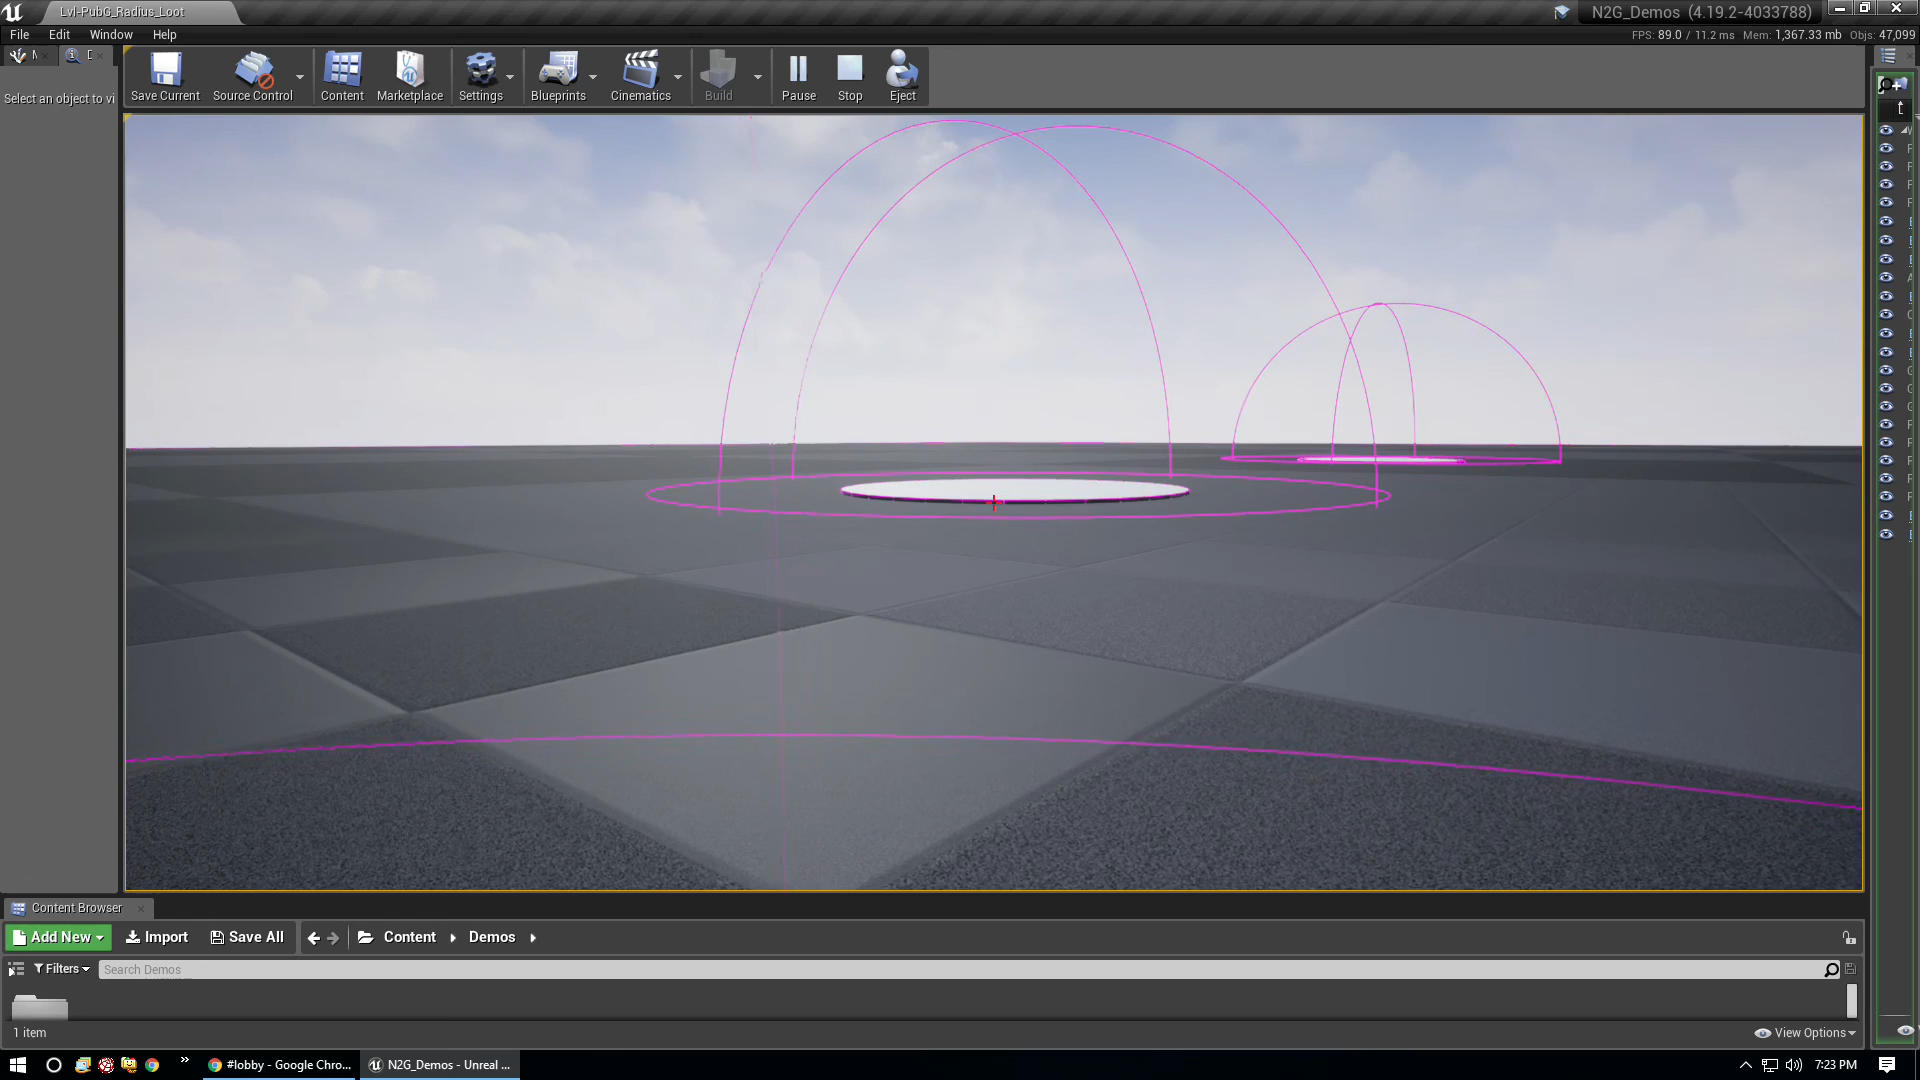 Lvl-PubG_Radius_Loot
N2G_Demos (4.19.2-4033788)
File Edit Window Help
FPS: 89.0 / 11.2 ms Mem: 1,367.33 mb Objs: 47,099
Save Current Source Control Content Marketplace Settings Blueprints Cinematics Build Pause Stop Eject
Select an object to vi
Content Browser
Add New Import Save All Content Demos
Filters Search Demos
1 item
View Options
#lobby - Google Chro... N2G_Demos - Unreal ... 7:23 PM